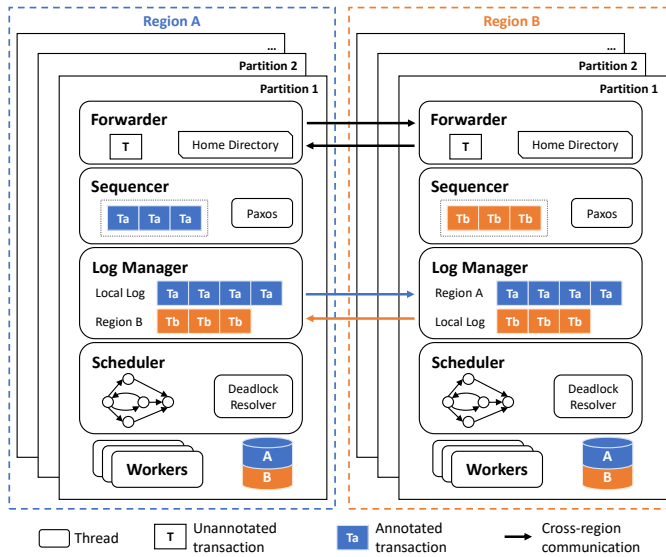 Region A
Region B
...
Partition 2
Partition 1
Forwarder
T
Home Directory
Sequencer
Ta Ta Ta
Paxos
Log Manager
Local Log Ta Ta Ta Ta
Region B Tb Tb Tb
Scheduler
Deadlock
Resolver
Workers
A
B
...
Partition 2
Partition 1
Forwarder
T
Home Directory
Sequencer
Tb Tb Tb
Paxos
Log Manager
Region A Ta Ta Ta Ta
Local Log Tb Tb Tb
Scheduler
Deadlock
Resolver
Workers
A
B
Thread
T
Unannotated
transaction
Ta
Annotated
transaction
Cross-region
communication